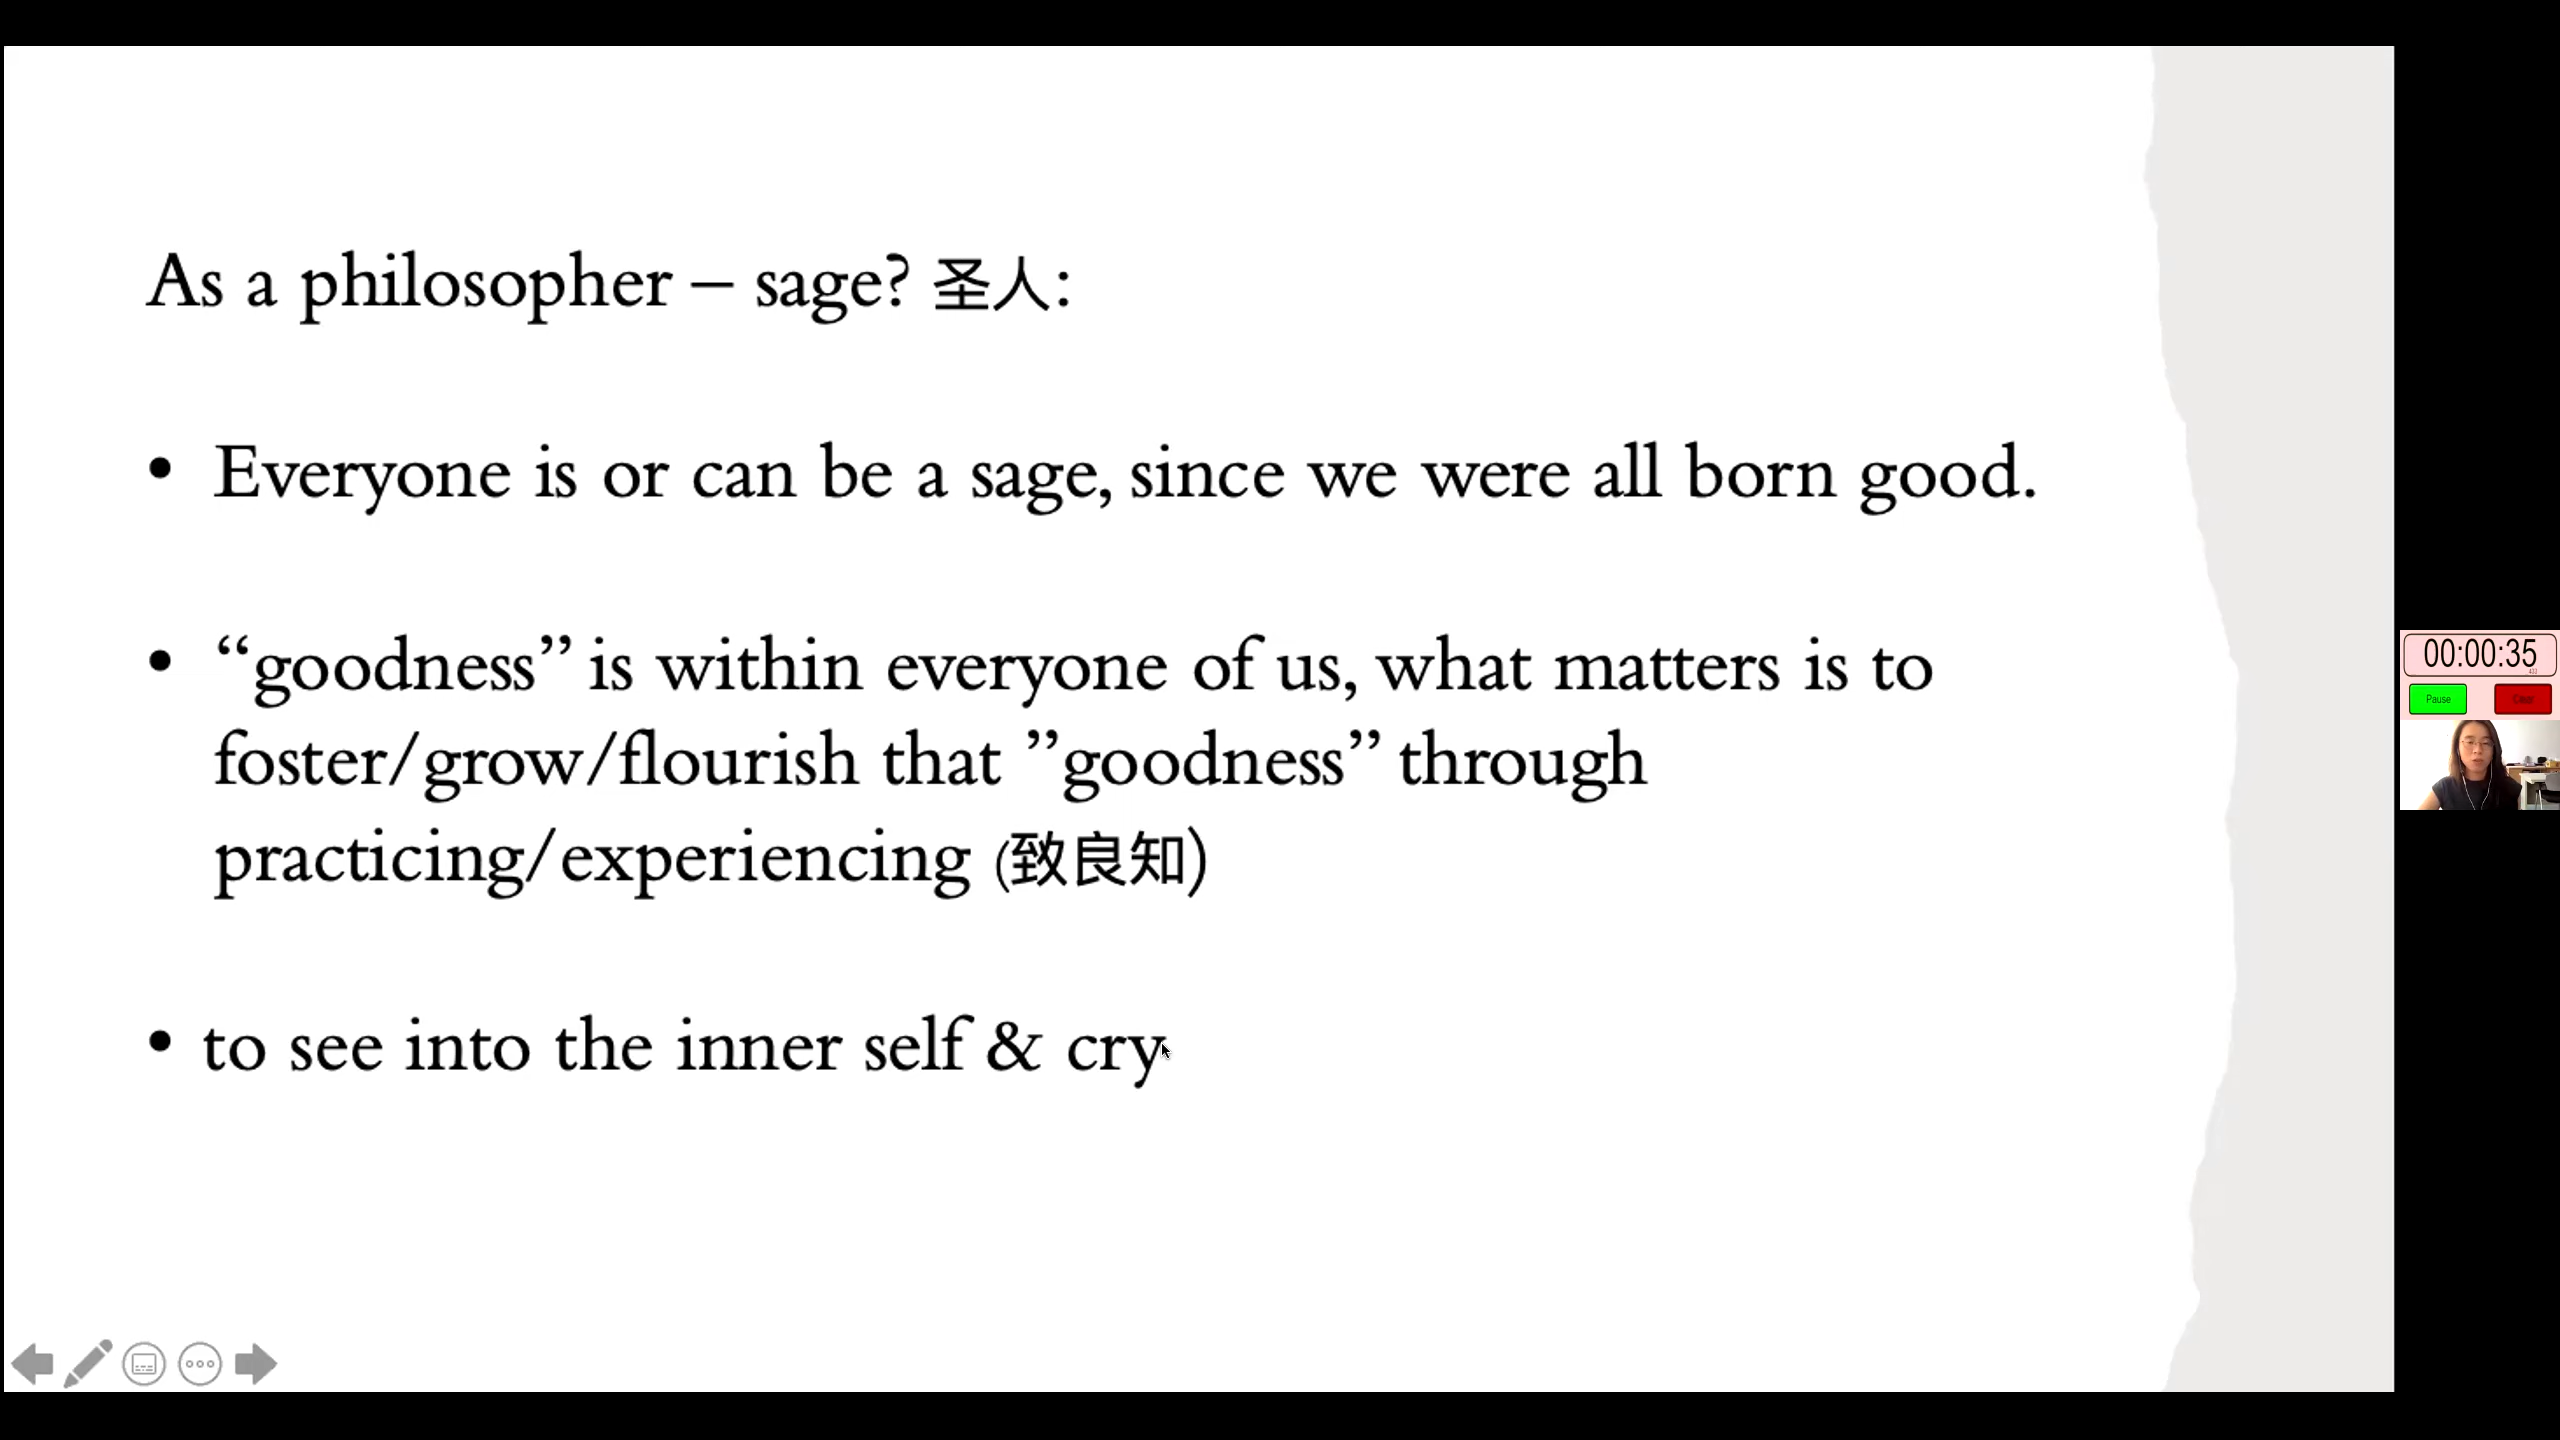 As a philosopher – sage? 圣人:
• Everyone is or can be a sage, since we were all born good.
• “goodness” is within everyone of us, what matters is to
foster/grow/flourish that ”goodness” through
practicing/experiencing (致良知)
• to see into the inner self & cry
00:00:35
Pause
Clear